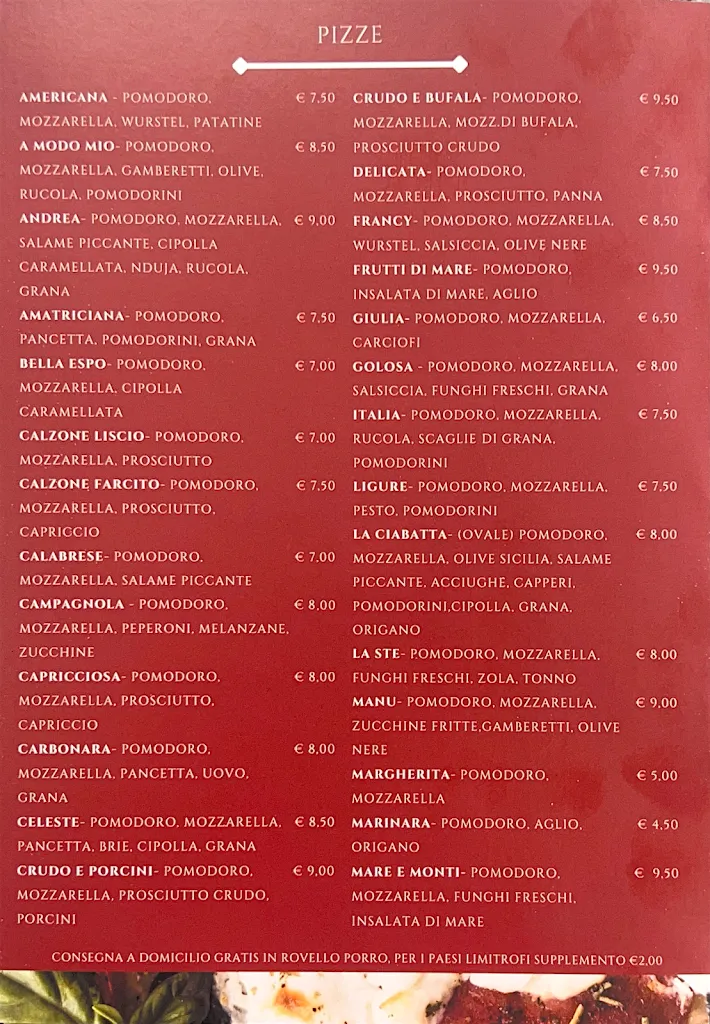 PIZZE
AMERICANA - POMODORO, € 7,50
MOZZARELLA, WURSTEL, PATATINE
A MODO MIO- POMODORO, € 8,50
MOZZARELLA, GAMBERETTI, OLIVE,
RUCOLA, POMODORINI
ANDREA- POMODORO, MOZZARELLA, € 9,00
SALAME PICCANTE, CIPOLLA
CARAMELLATA, NDUJA, RUCOLA,
GRANA
AMATRICIANA- POMODORO, € 7,50
PANCETTA, POMODORINI, GRANA
BELLA ESPO- POMODORO, € 7,00
MOZZARELLA, CIPOLLA
CARAMELLATA
CALZONE LISCIO- POMODORO, € 7,00
MOZZARELLA, PROSCIUTTO
CALZONE FARCITO- POMODORO, € 7,50
MOZZARELLA, PROSCIUTTO,
CAPRICCIO
CALABRESE- POMODORO, € 7,00
MOZZARELLA, SALAME PICCANTE
CAMPAGNOLA - POMODORO, € 8,00
MOZZARELLA, PEPERONI, MELANZANE,
ZUCCHINE
CAPRICCIOSA- POMODORO, € 8,00
MOZZARELLA, PROSCIUTTO,
CAPRICCIO
CARBONARA- POMODORO, € 8,00
MOZZARELLA, PANCETTA, UOVO,
GRANA
CELESTE- POMODORO, MOZZARELLA, € 8,50
PANCETTA, BRIE, CIPOLLA, GRANA
CRUDO E PORCINI- POMODORO, € 9,00
MOZZARELLA, PROSCIUTTO CRUDO,
PORCINI
CRUDO E BUFALA- POMODORO, € 9,50
MOZZARELLA, MOZZ.DI BUFALA,
PROSCIUTTO CRUDO
DELICATA- POMODORO, € 7,50
MOZZARELLA, PROSCIUTTO, PANNA
FRANCY- POMODORO, MOZZARELLA, € 8,50
WURSTEL, SALSICCIA, OLIVE NERE
FRUTTI DI MARE- POMODORO, € 9,50
INSALATA DI MARE, AGLIO
GIULIA- POMODORO, MOZZARELLA, € 6,50
CARCIOFI
GOLOSA - POMODORO, MOZZARELLA, € 8,00
SALSICCIA, FUNGHI FRESCHI, GRANA
ITALIA- POMODORO, MOZZARELLA, € 7,50
RUCOLA, SCAGLIE DI GRANA,
POMODORINI
LIGURE- POMODORO, MOZZARELLA, € 7,50
PESTO, POMODORINI
LA CIABATTA- (OVALE) POMODORO, € 8,00
MOZZARELLA, OLIVE SICILIA, SALAME
PICCANTE, ACCIUGHE, CAPPERI,
POMODORINI,CIPOLLA, GRANA,
ORIGANO
LA STE- POMODORO, MOZZARELLA, € 8,00
FUNGHI FRESCHI, ZOLA, TONNO
MANU- POMODORO, MOZZARELLA, € 9,00
ZUCCHINE FRITTE,GAMBERETTI, OLIVE
NERE
MARGHERITA- POMODORO, € 5,00
MOZZARELLA
MARINARA- POMODORO, AGLIO, € 4,50
ORIGANO
MARE E MONTI- POMODORO, € 9,50
MOZZARELLA, FUNGHI FRESCHI,
INSALATA DI MARE
CONSEGNA A DOMICILIO GRATIS IN ROVELLO PORRO, PER I PAESI LIMITROFI SUPPLEMENTO €2,00